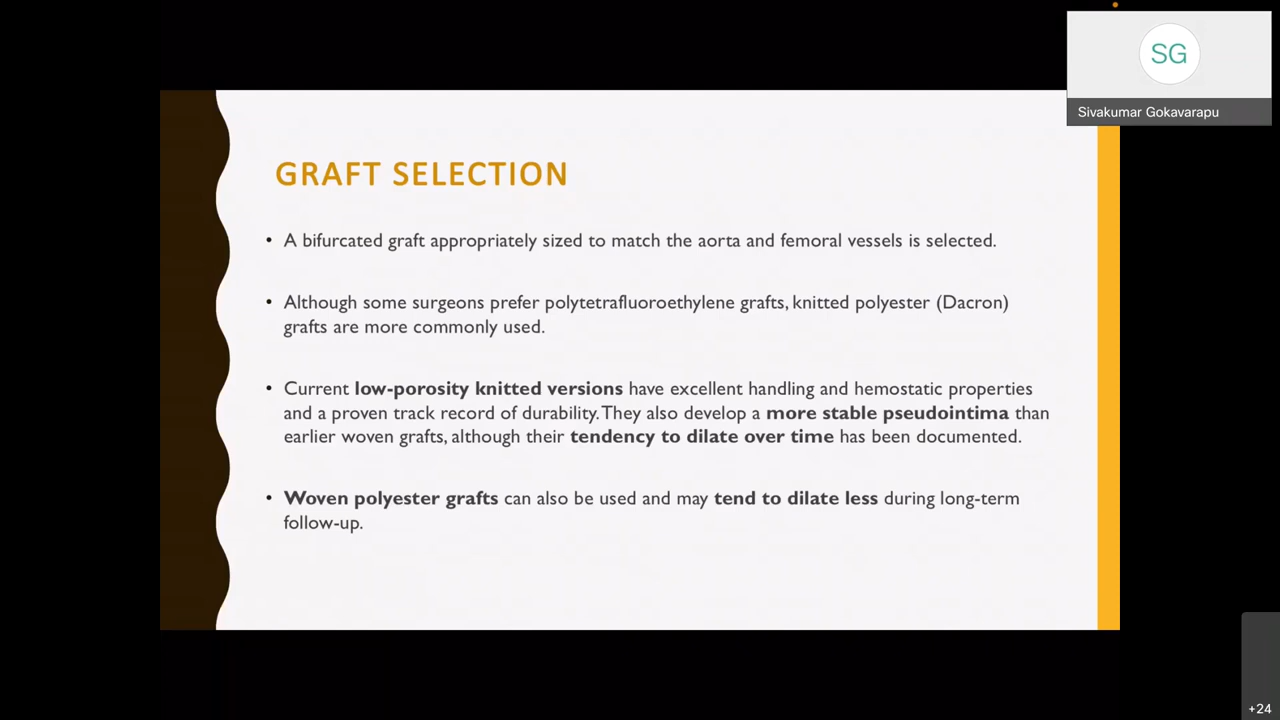 SG
Sivakumar Gokavarapu
GRAFT SELECTION
• A bifurcated graft appropriately sized to match the aorta and femoral vessels is selected.
• Although some surgeons prefer polytetrafluoroethylene grafts, knitted polyester (Dacron)
grafts are more commonly used.
• Current low-porosity knitted versions have excellent handling and hemostatic properties
and a proven track record of durability. They also develop a more stable pseudointima than
earlier woven grafts, although their tendency to dilate over time has been documented.
• Woven polyester grafts can also be used and may tend to dilate less during long-term
follow-up.
+24